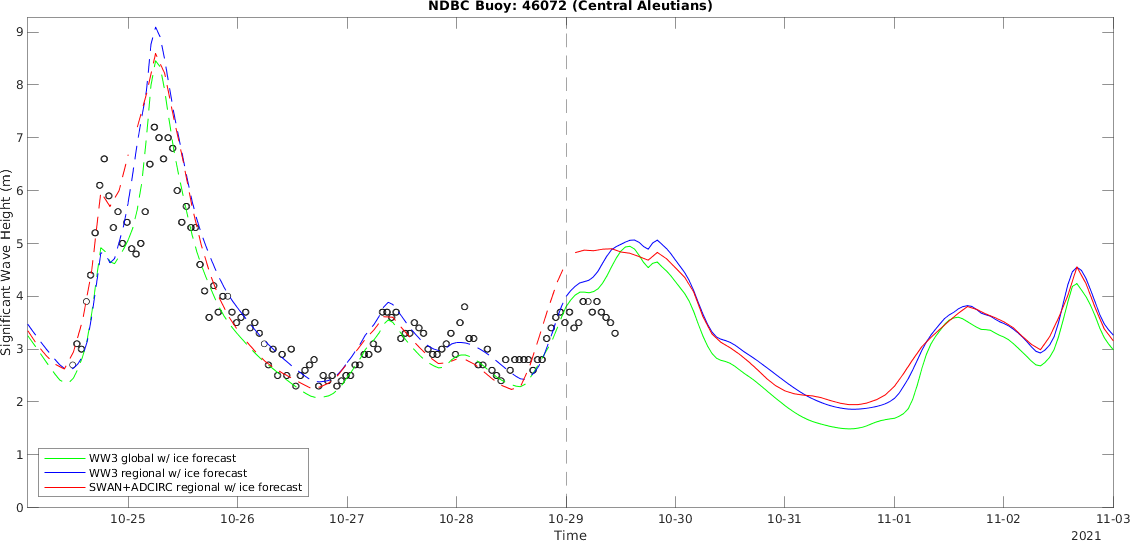 NDBC Buoy: 46072 (Central Aleutians)
Significant Wave Height (m)
9
8
7
6
5
4
3
2
1
0
WW3 global w/ ice forecast
WW3 regional w/ ice forecast
SWAN+ADCIRC regional w/ ice forecast
10-25 10-26 10-27 10-28 10-29 10-30 10-31 11-01 11-02 11-03
Time
2021